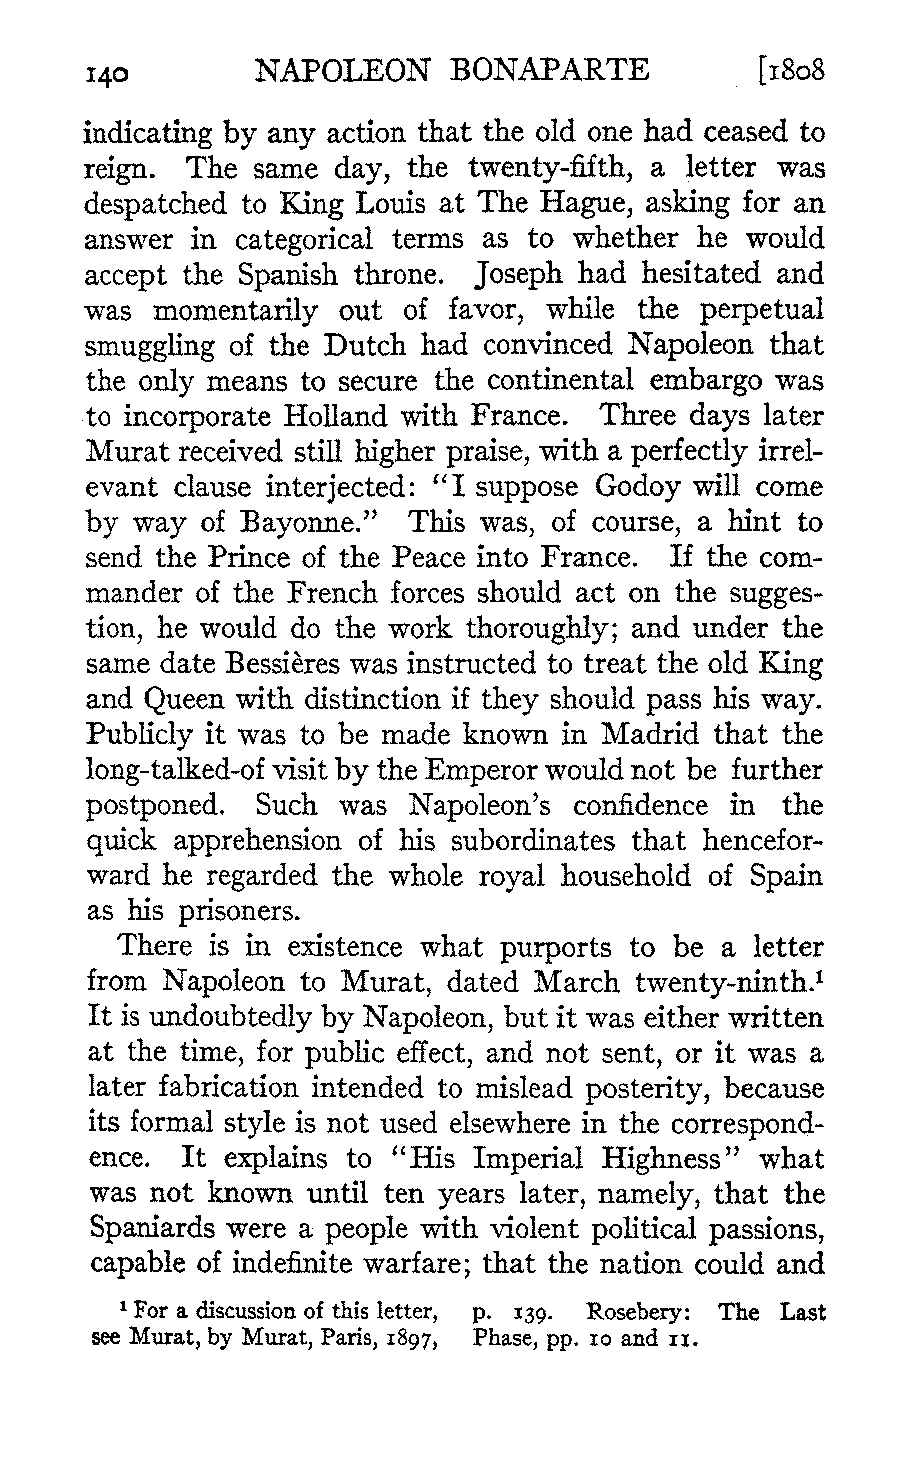 140 NAPOLEON BONAPARTE [1808
indicating by any action that the old one had ceased to
reign. The same day, the twenty-fifth, a letter was
despatched to King Louis at The Hague, asking for an
answer in categorical terms as to whether he would
accept the Spanish throne. Joseph had hesitated and
was momentarily out of favor, while the perpetual
smuggling of the Dutch had convinced Napoleon that
the only means to secure the continental embargo was
to incorporate Holland with France. Three days later
Murat received still higher praise, with a perfectly irrel-
evant clause interjected: "I suppose Godoy will come
by way of Bayonne." This was, of course, a hint to
send the Prince of the Peace into France. If the com-
mander of the French forces should act on the sugges-
tion, he would do the work thoroughly; and under the
same date Bessières was instructed to treat the old King
and Queen with distinction if they should pass his way.
Publicly it was to be made known in Madrid that the
long-talked-of visit by the Emperor would not be further
postponed. Such was Napoleon's confidence in the
quick apprehension of his subordinates that hencefor-
ward he regarded the whole royal household of Spain
as his prisoners.
There is in existence what purports to be a letter
from Napoleon to Murat, dated March twenty-ninth.¹
It is undoubtedly by Napoleon, but it was either written
at the time, for public effect, and not sent, or it was a
later fabrication intended to mislead posterity, because
its formal style is not used elsewhere in the correspond-
ence. It explains to "His Imperial Highness" what
was not known until ten years later, namely, that the
Spaniards were a people with violent political passions,
capable of indefinite warfare; that the nation could and
¹ For a discussion of this letter,
see Murat, by Murat, Paris, 1897,
p. 139. Rosebery: The Last
Phase, pp. 10 and 11.